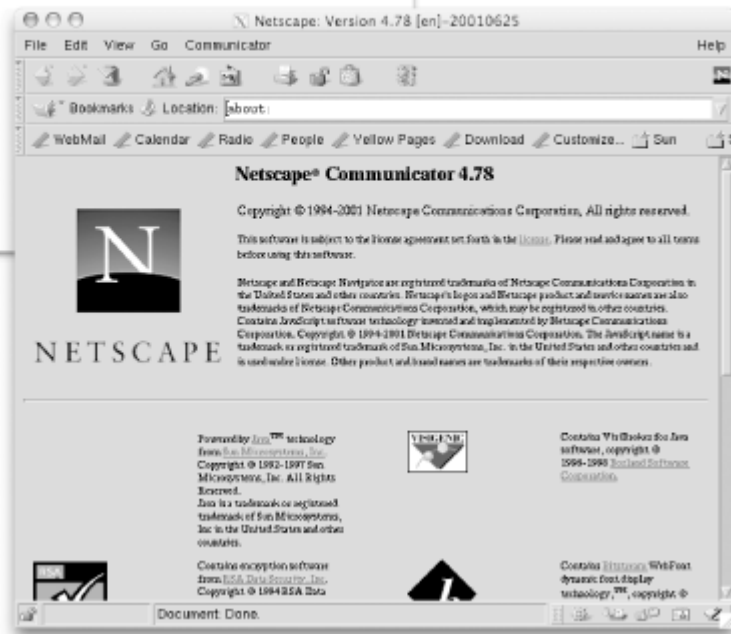 Netscape: Version 4.78 [en]-20010625
File Edit View Go Communicator Help
Bookmarks Location: about:
WebMail Calendar Radio People Yellow Pages Download Customize... Sun
Netscape® Communicator 4.78
Copyright © 1994-2001 Netscape Communications Corporation, All rights reserved.
This software is subject to the license agreement set forth in the license. Please read and agree to all terms
before using this software.
Netscape and Netscape Navigator are registered trademarks of Netscape Communications Corporation in
the United States and other countries. Netscape's logos and Netscape product and service names are also
trademarks of Netscape Communications Corporation, which may be registered in other countries.
Contains JavaScript software technology invented and implemented by Netscape Communications
Corporation. Copyright © 1994-2001 Netscape Communications Corporation. The JavaScript name is a
trademark or registered trademark of Sun Microsystems, Inc. in the United States and other countries and
is used under license. Other product and brand names are trademarks of their respective owners.
N
NETSCAPE
Powered by Java™ technology
from Sun Microsystems, Inc.
Copyright © 1992-1997 Sun
Microsystems, Inc. All Rights
Reserved.
Java is a trademark or registered
trademark of Sun Microsystems,
Inc in the United States and other
countries.
VISIGENIC
Contains VisiBroker for Java
software, copyright ©
1996-1998 Borland Software
Corporation.
RSA
Contains encryption software
from RSA Data Security, Inc.
Copyright © 1994 RSA Data
b
Contains Bitstream WebFont
dynamic font display
technology,™, copyright ©
Document: Done.